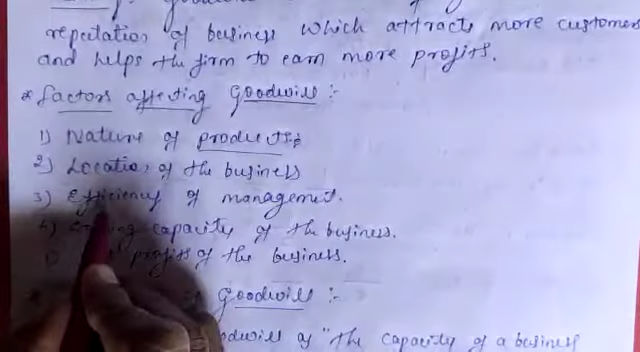 reputation of business which attracts more customers
and helps the firm to earn more profits.
* Factors affecting Goodwill :-
1) Nature of products:
2) Location of the business
3) Efficiency of management.
4) capacity of the business.
profits of the business.
Goodwill :-
"The capacity of a business